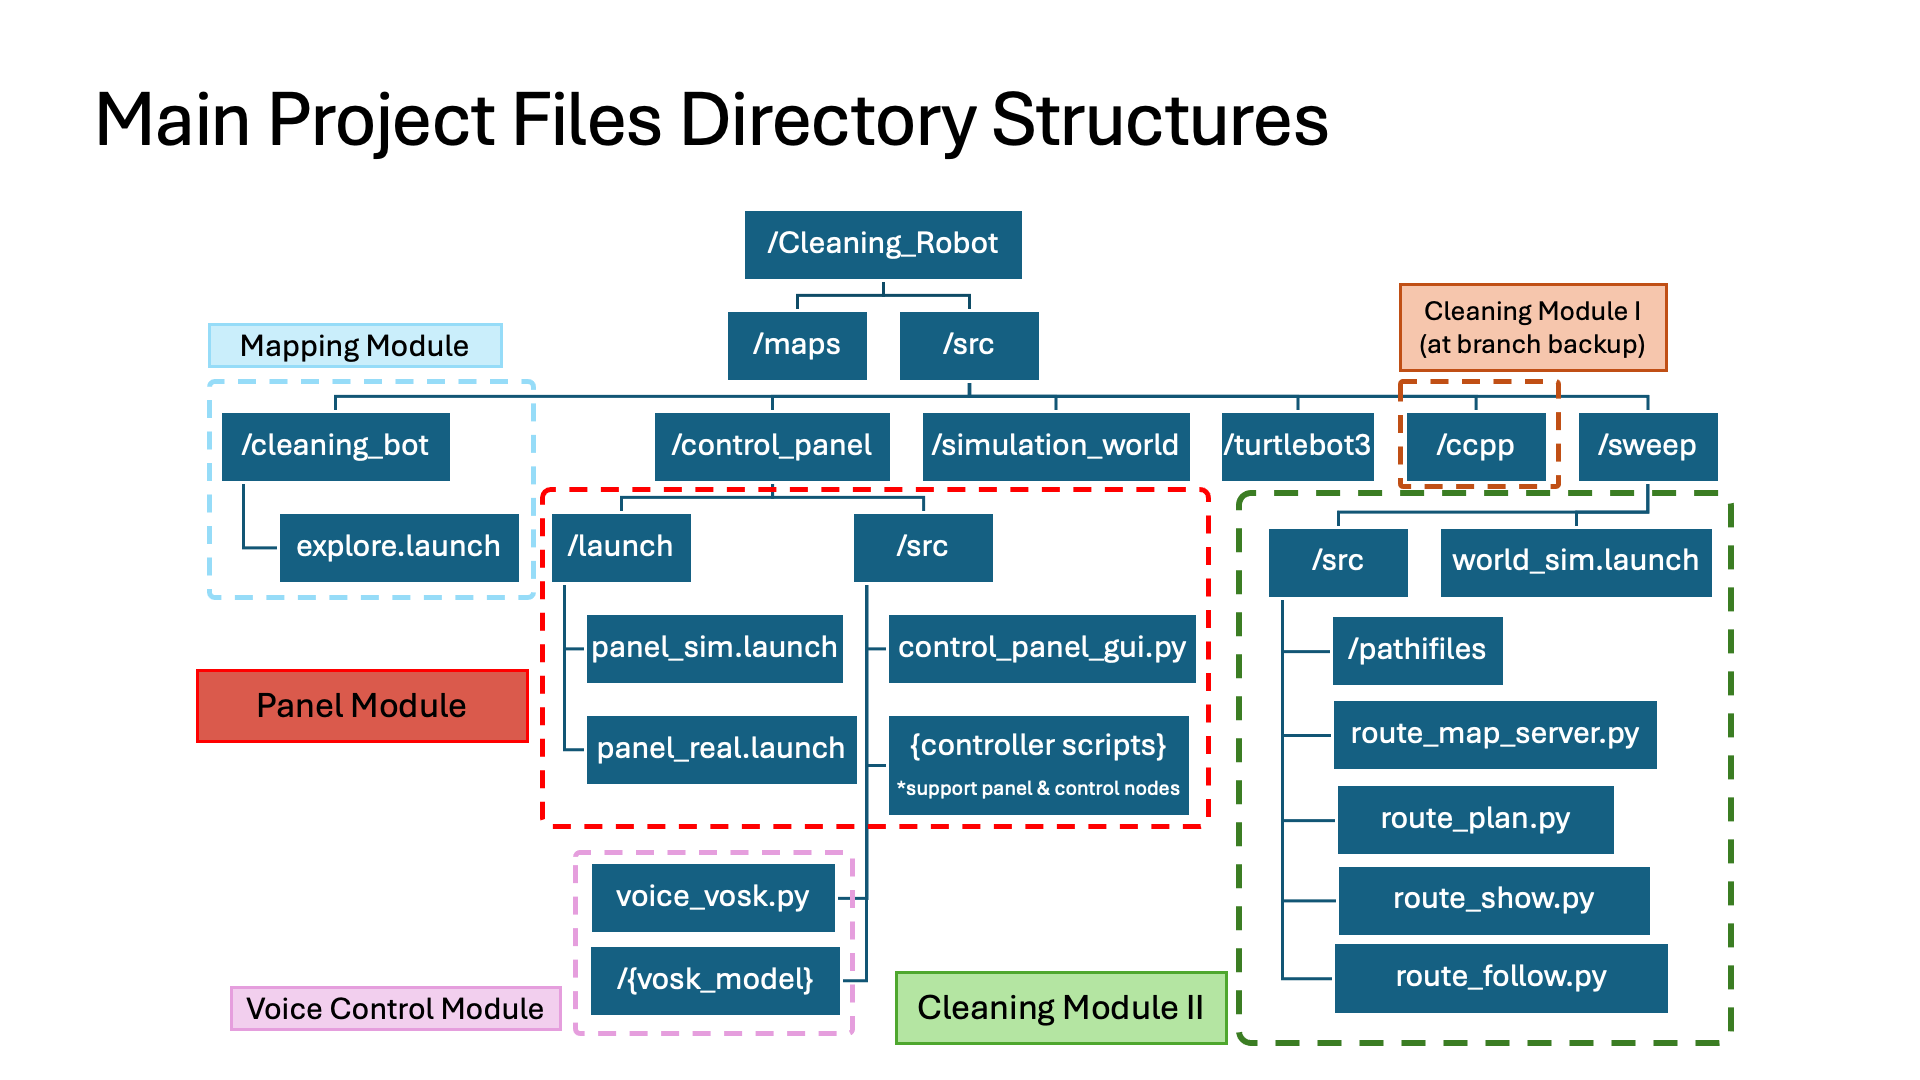 Main Project Files Directory Structures
/Cleaning_Robot
/maps
/src
Mapping Module
Cleaning Module I
(at branch backup)
/cleaning_bot
/control_panel
/simulation_world
/turtlebot3
/ccpp
/sweep
explore.launch
/launch
/src
/src
world_sim.launch
panel_sim.launch
control_panel_gui.py
/pathifiles
Panel Module
panel_real.launch
{controller scripts}
*support panel & control nodes
route_map_server.py
route_plan.py
voice_vosk.py
route_show.py
/{vosk_model}
route_follow.py
Voice Control Module
Cleaning Module II